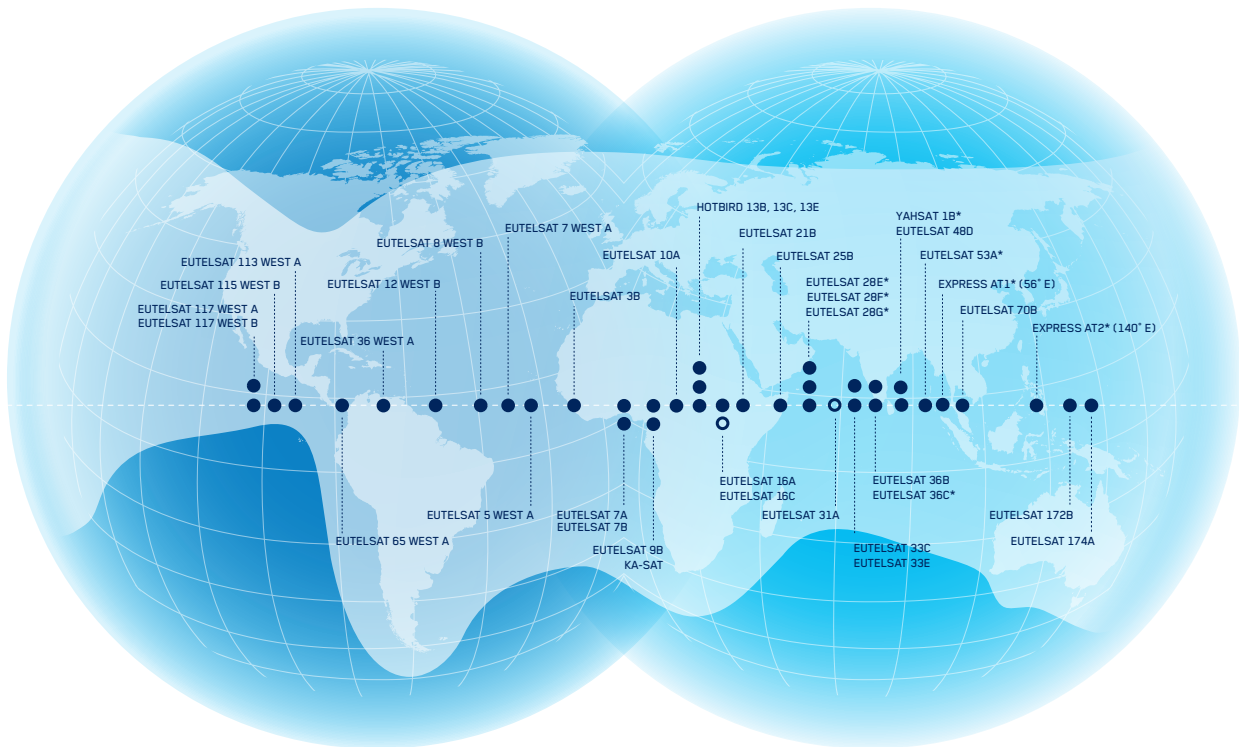 HOTBIRD 13B, 13C, 13E
YAHSAT 1B*
EUTELSAT 48D
EUTELSAT 7 WEST A
EUTELSAT 21B
EUTELSAT 8 WEST B
EUTELSAT 10A
EUTELSAT 25B
EUTELSAT 53A*
EUTELSAT 113 WEST A
EUTELSAT 115 WEST B
EUTELSAT 12 WEST B
EUTELSAT 28E*
EUTELSAT 28F*
EUTELSAT 28G*
EXPRESS AT1* (56° E)
EUTELSAT 3B
EUTELSAT 117 WEST A
EUTELSAT 117 WEST B
EUTELSAT 70B
EXPRESS AT2* (140° E)
EUTELSAT 36 WEST A
EUTELSAT 16A
EUTELSAT 16C
EUTELSAT 36B
EUTELSAT 36C*
EUTELSAT 5 WEST A
EUTELSAT 7A
EUTELSAT 7B
EUTELSAT 31A
EUTELSAT 172B
EUTELSAT 65 WEST A
EUTELSAT 174A
EUTELSAT 9B
KA-SAT
EUTELSAT 33C
EUTELSAT 33E